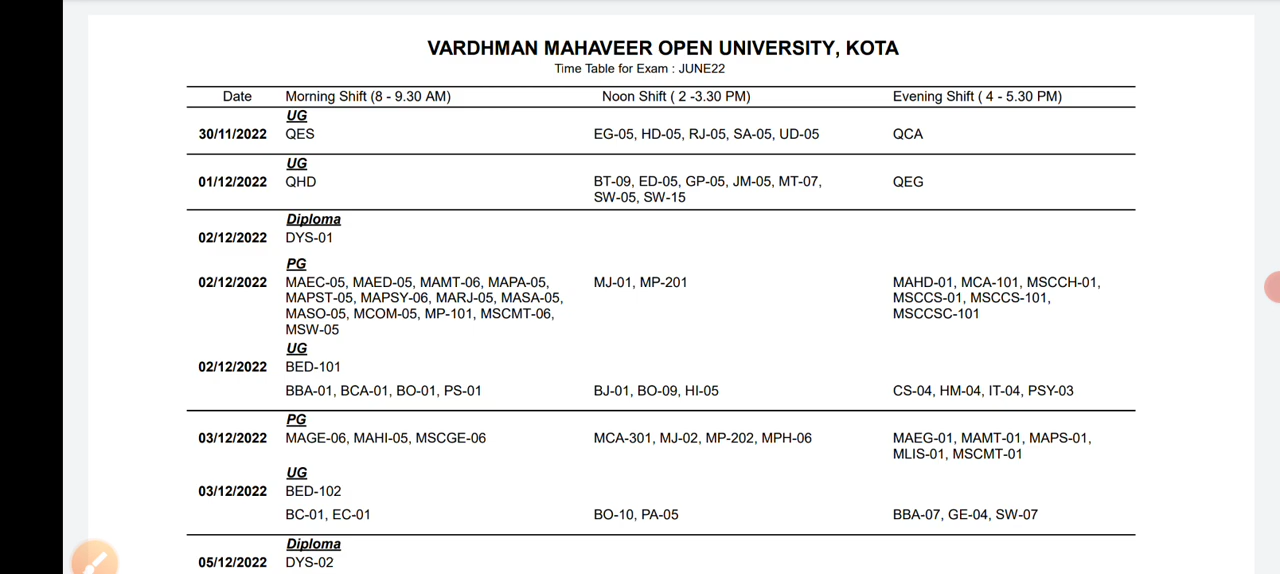 VARDHMAN MAHAVEER OPEN UNIVERSITY, KOTA
Time Table for Exam : JUNE22
Date Morning Shift (8 - 9.30 AM) Noon Shift ( 2 -3.30 PM) Evening Shift ( 4 - 5.30 PM)
UG
30/11/2022 QES EG-05, HD-05, RJ-05, SA-05, UD-05 QCA
UG
01/12/2022 QHD BT-09, ED-05, GP-05, JM-05, MT-07, QEG
SW-05, SW-15
Diploma
02/12/2022 DYS-01
PG
02/12/2022 MAEC-05, MAED-05, MAMT-06, MAPA-05, MJ-01, MP-201 MAHD-01, MCA-101, MSCCH-01,
MAPST-05, MAPSY-06, MARJ-05, MASA-05, MSCCS-01, MSCCS-101,
MASO-05, MCOM-05, MP-101, MSCMT-06, MSCCSC-101
MSW-05
UG
02/12/2022 BED-101
BBA-01, BCA-01, BO-01, PS-01 BJ-01, BO-09, HI-05 CS-04, HM-04, IT-04, PSY-03
PG
03/12/2022 MAGE-06, MAHI-05, MSCGE-06 MCA-301, MJ-02, MP-202, MPH-06 MAEG-01, MAMT-01, MAPS-01,
MLIS-01, MSCMT-01
UG
03/12/2022 BED-102
BC-01, EC-01 BO-10, PA-05 BBA-07, GE-04, SW-07
Diploma
05/12/2022 DYS-02